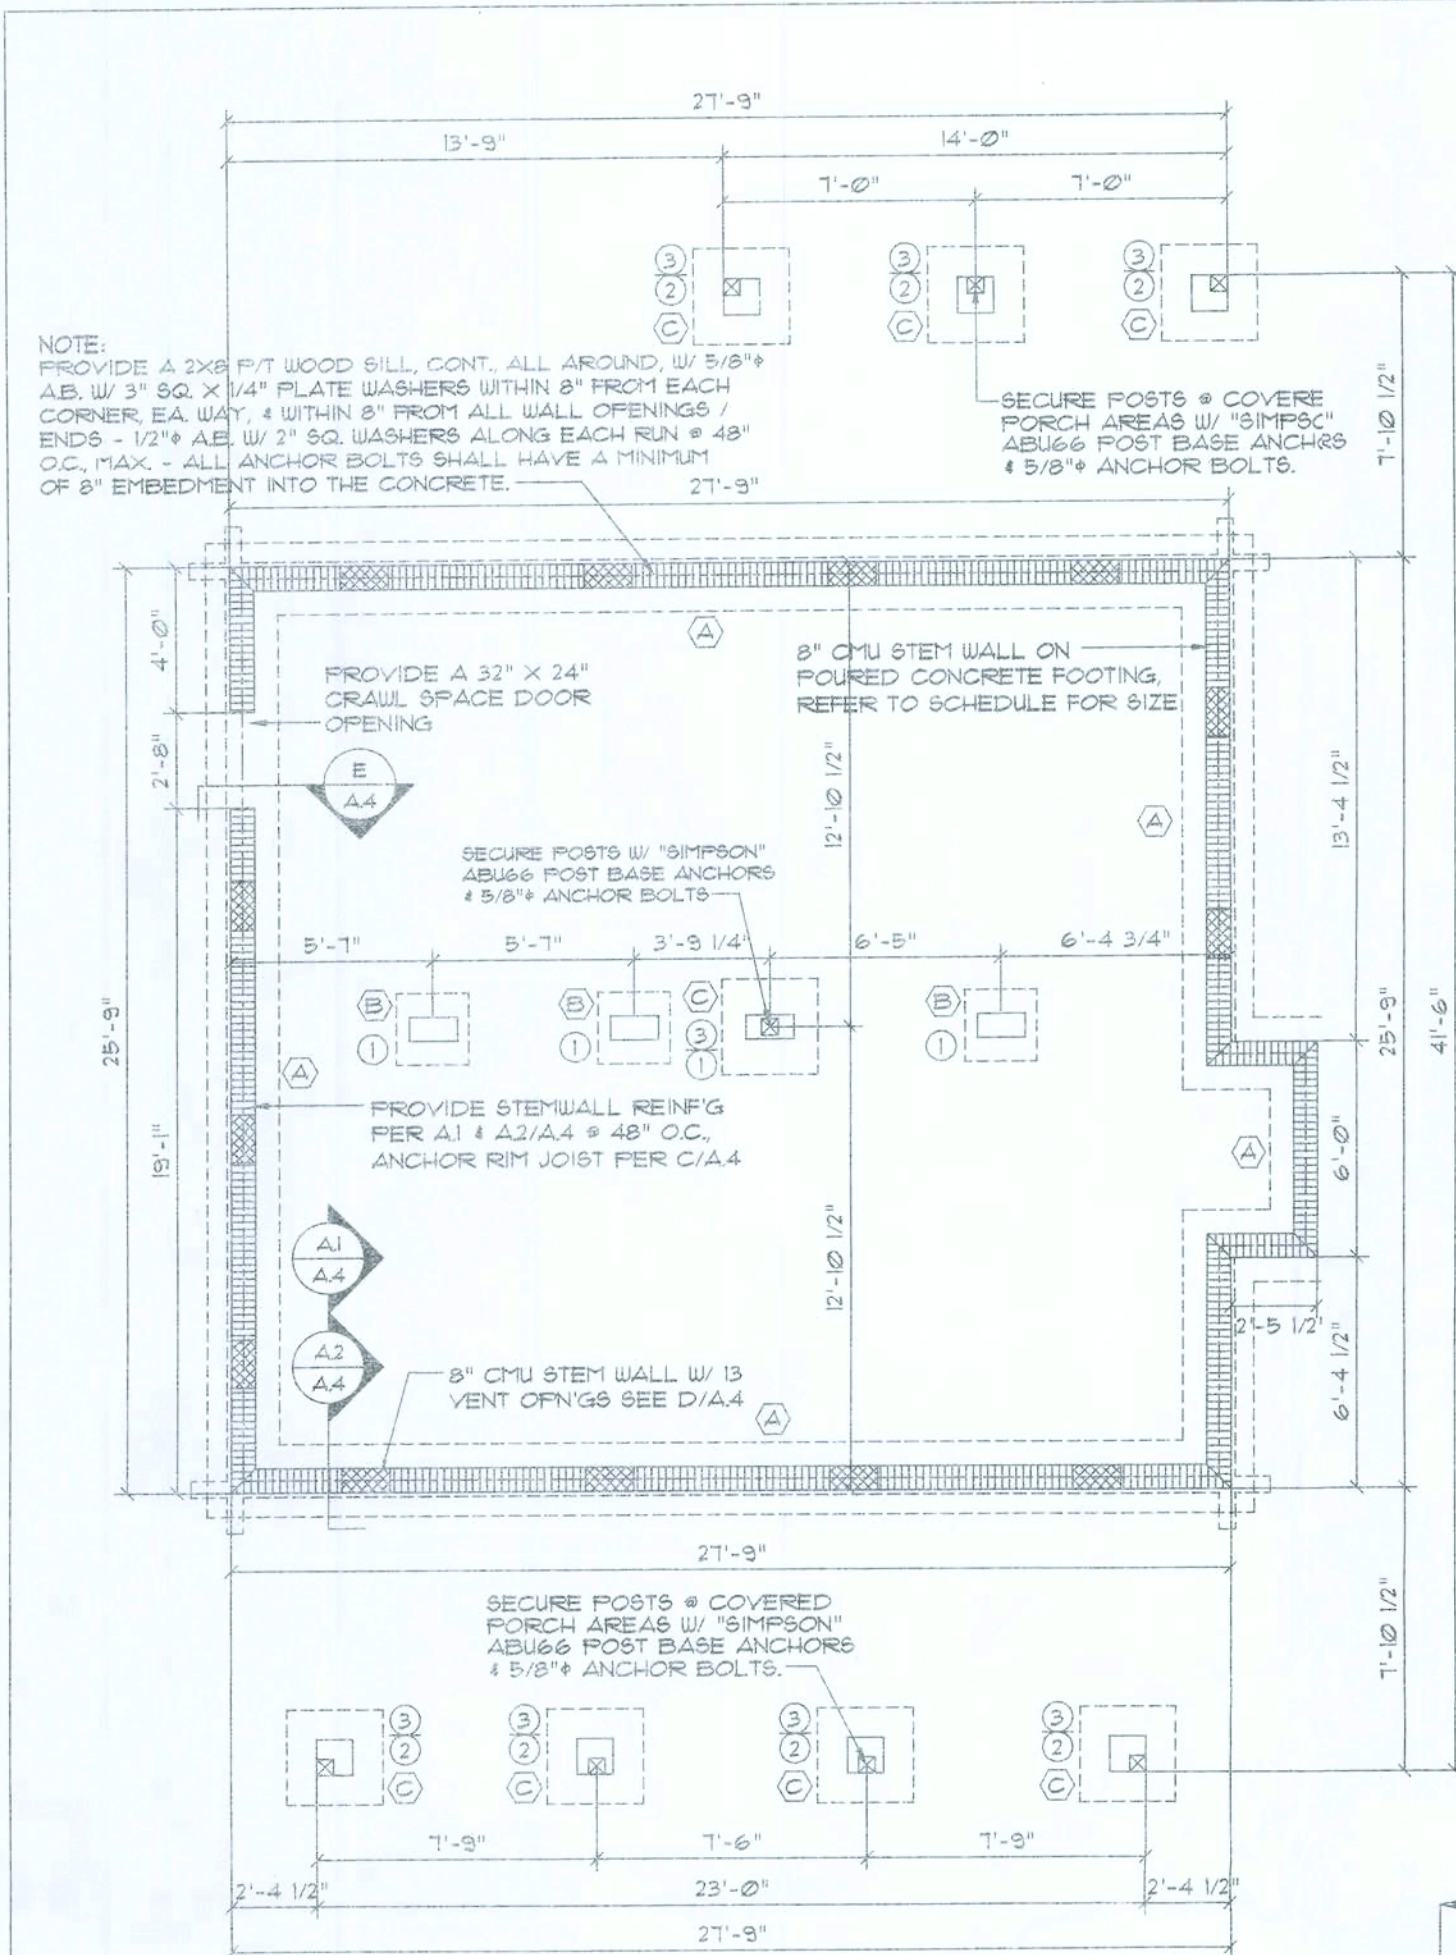 27'-9"
13'-9"
14'-0"
7'-0"
7'-0"
3
2
C
3
2
C
3
2
C
NOTE:
PROVIDE A 2X8 P/T WOOD SILL, CONT., ALL AROUND, W/ 5/8"ϕ
A.B. W/ 3" SQ. X 1/4" PLATE WASHERS WITHIN 8" FROM EACH
CORNER, EA. WAY, & WITHIN 8" FROM ALL WALL OPENINGS /
ENDS - 1/2"ϕ A.B. W/ 2" SQ. WASHERS ALONG EACH RUN @ 48"
O.C., MAX. - ALL ANCHOR BOLTS SHALL HAVE A MINIMUM
OF 8" EMBEDMENT INTO THE CONCRETE.
SECURE POSTS @ COVERE
PORCH AREAS W/ "SIMPSO"
ABU66 POST BASE ANCHRS
& 5/8"ϕ ANCHOR BOLTS.
7'-10 1/2"
27'-9"
4'-0"
A
8" CMU STEM WALL ON
POURED CONCRETE FOOTING,
REFER TO SCHEDULE FOR SIZE
PROVIDE A 32" X 24"
CRAWL SPACE DOOR
OPENING
2'-8"
E
A.4
12'-10 1/2"
A
13'-4 1/2"
SECURE POSTS W/ "SIMPSON"
ABU66 POST BASE ANCHORS
& 5/8"ϕ ANCHOR BOLTS
5'-7"
5'-7"
3'-9 1/4"
6'-5"
6'-4 3/4"
B
1
B
1
C
3
1
B
1
25'-9"
25'-9"
41'-6"
A
PROVIDE STEMWALL REINF'G
PER A.1 & A.2/A.4 @ 48" O.C.,
ANCHOR RIM JOIST PER C/A.4
19'-1"
A
6'-0"
A.1
A.4
12'-10 1/2"
A.2
A.4
2'-5 1/2"
6'-4 1/2"
8" CMU STEM WALL W/ 13
VENT OPN'GS SEE D/A.4
A
27'-9"
SECURE POSTS @ COVERED
PORCH AREAS W/ "SIMPSON"
ABU66 POST BASE ANCHORS
& 5/8"ϕ ANCHOR BOLTS.
7'-10 1/2"
3
2
C
3
2
C
3
2
C
3
2
C
7'-9"
7'-6"
7'-9"
2'-4 1/2"
23'-0"
2'-4 1/2"
27'-9"